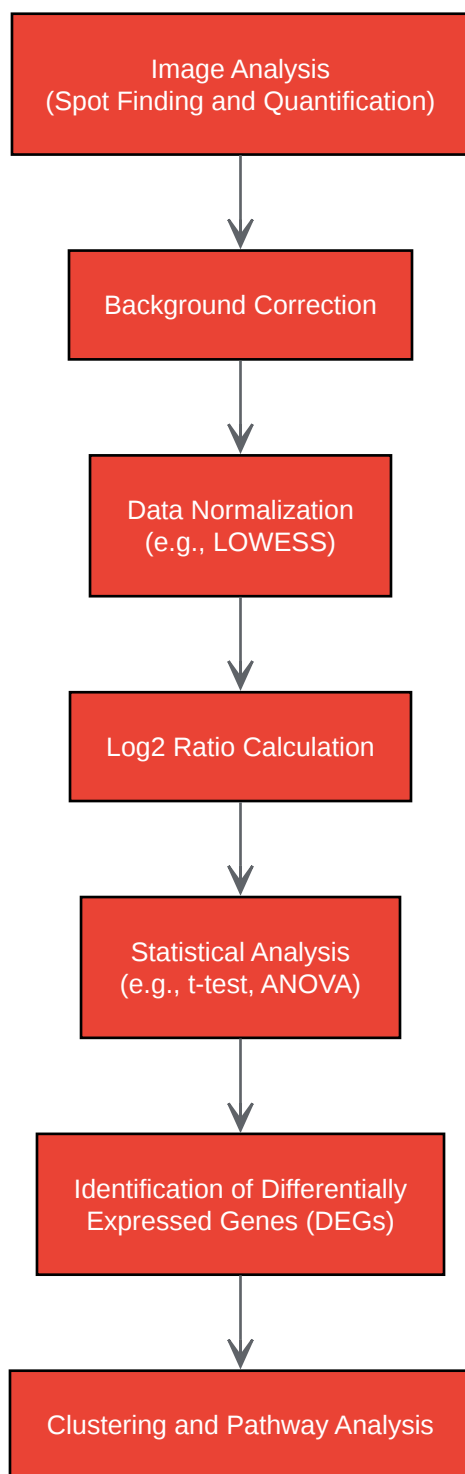 Image Analysis
(Spot Finding and Quantification)
Background Correction
Data Normalization
(e.g., LOWESS)
Log2 Ratio Calculation
Statistical Analysis
(e.g., t-test, ANOVA)
Identification of Differentially
Expressed Genes (DEGs)
Clustering and Pathway Analysis